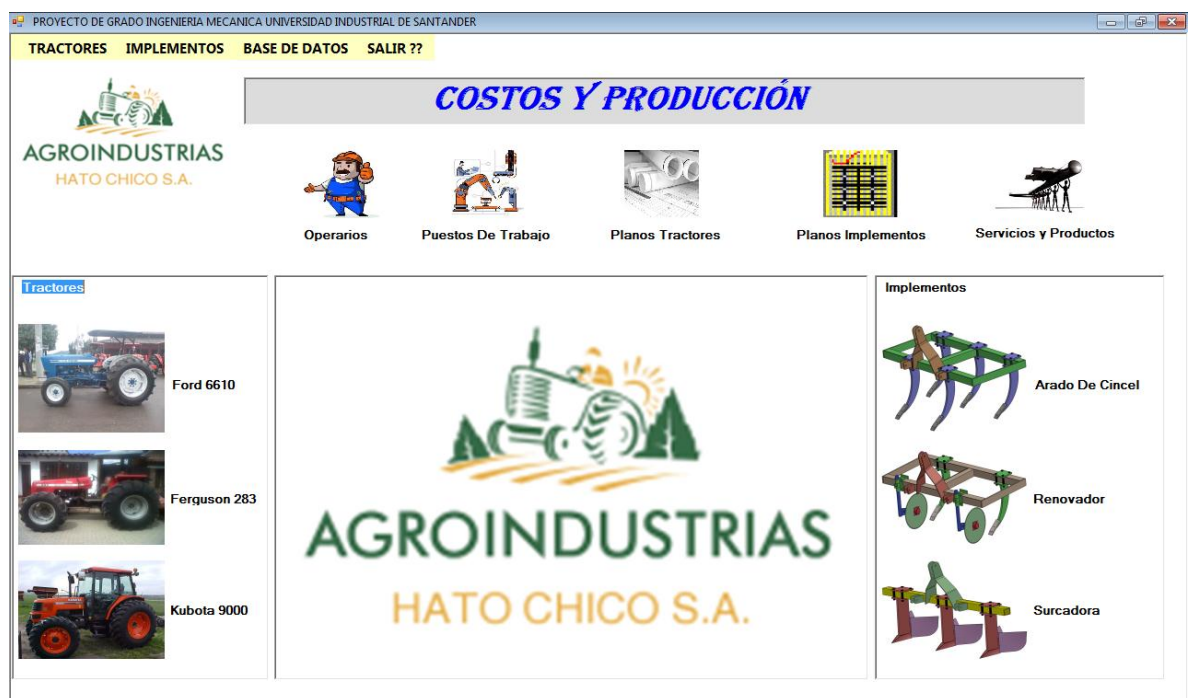 PROYECTO DE GRADO INGENIERIA MECANICA UNIVERSIDAD INDUSTRIAL DE SANTANDER
TRACTORES IMPLEMENTOS BASE DE DATOS SALIR ??
COSTOS Y PRODUCCIÓN
AGROINDUSTRIAS
HATO CHICO S.A.
Operarios
Puestos De Trabajo
Planos Tractores
Planos Implementos
Servicios y Productos
Tractores
Ford 6610
Ferguson 283
Kubota 9000
AGROINDUSTRIAS
HATO CHICO S.A.
Implementos
Arado De Cincel
Renovador
Surcadora